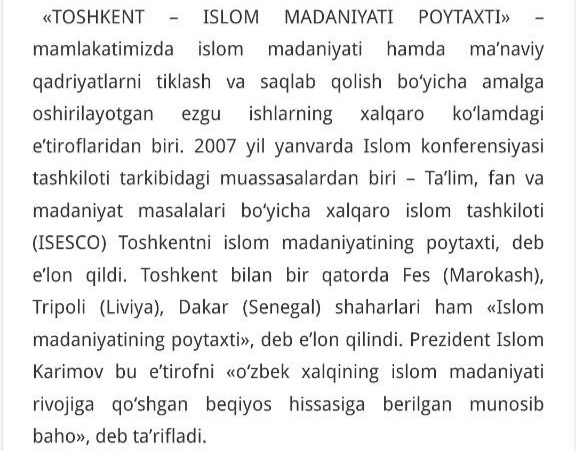 «TOSHKENT – ISLOM MADANIYATI POYTAXTI» –
mamlakatimizda islom madaniyati hamda ma’naviy
qadriyatlarni tiklash va saqlab qolish bo‘yicha amalga
oshirilayotgan ezgu ishlarning xalqaro ko‘lamdagi
e’tiroflaridan biri. 2007 yil yanvarda Islom konferensiyasi
tashkiloti tarkibidagi muassasalardan biri – Ta’lim, fan va
madaniyat masalalari bo‘yicha xalqaro islom tashkiloti
(ISESCO) Toshkentni islom madaniyatining poytaxti, deb
e’lon qildi. Toshkent bilan bir qatorda Fes (Marokash),
Tripoli (Liviya), Dakar (Senegal) shaharlari ham «Islom
madaniyatining poytaxti», deb e’lon qilindi. Prezident Islom
Karimov bu e’tirofni «o‘zbek xalqining islom madaniyati
rivojiga qo‘shgan beqiyos hissasiga berilgan munosib
baho», deb ta’rifladi.